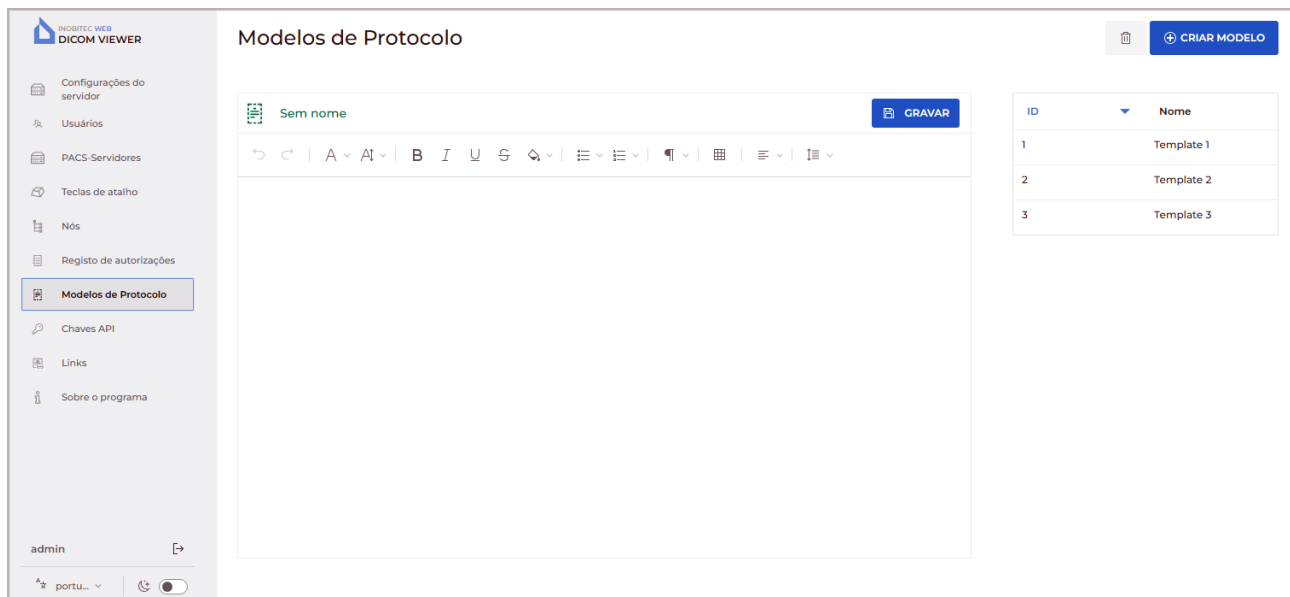 INOBITEC WEB
DICOM VIEWER
Configurações do
servidor
Usuários
PACS-Servidores
Teclas de atalho
Nós
Registo de autorizações
Modelos de Protocolo
Chaves API
Links
Sobre o programa
admin
portu...
Modelos de Protocolo
CRIAR MODELO
Sem nome
GRAVAR
ID Nome
1 Template 1
2 Template 2
3 Template 3